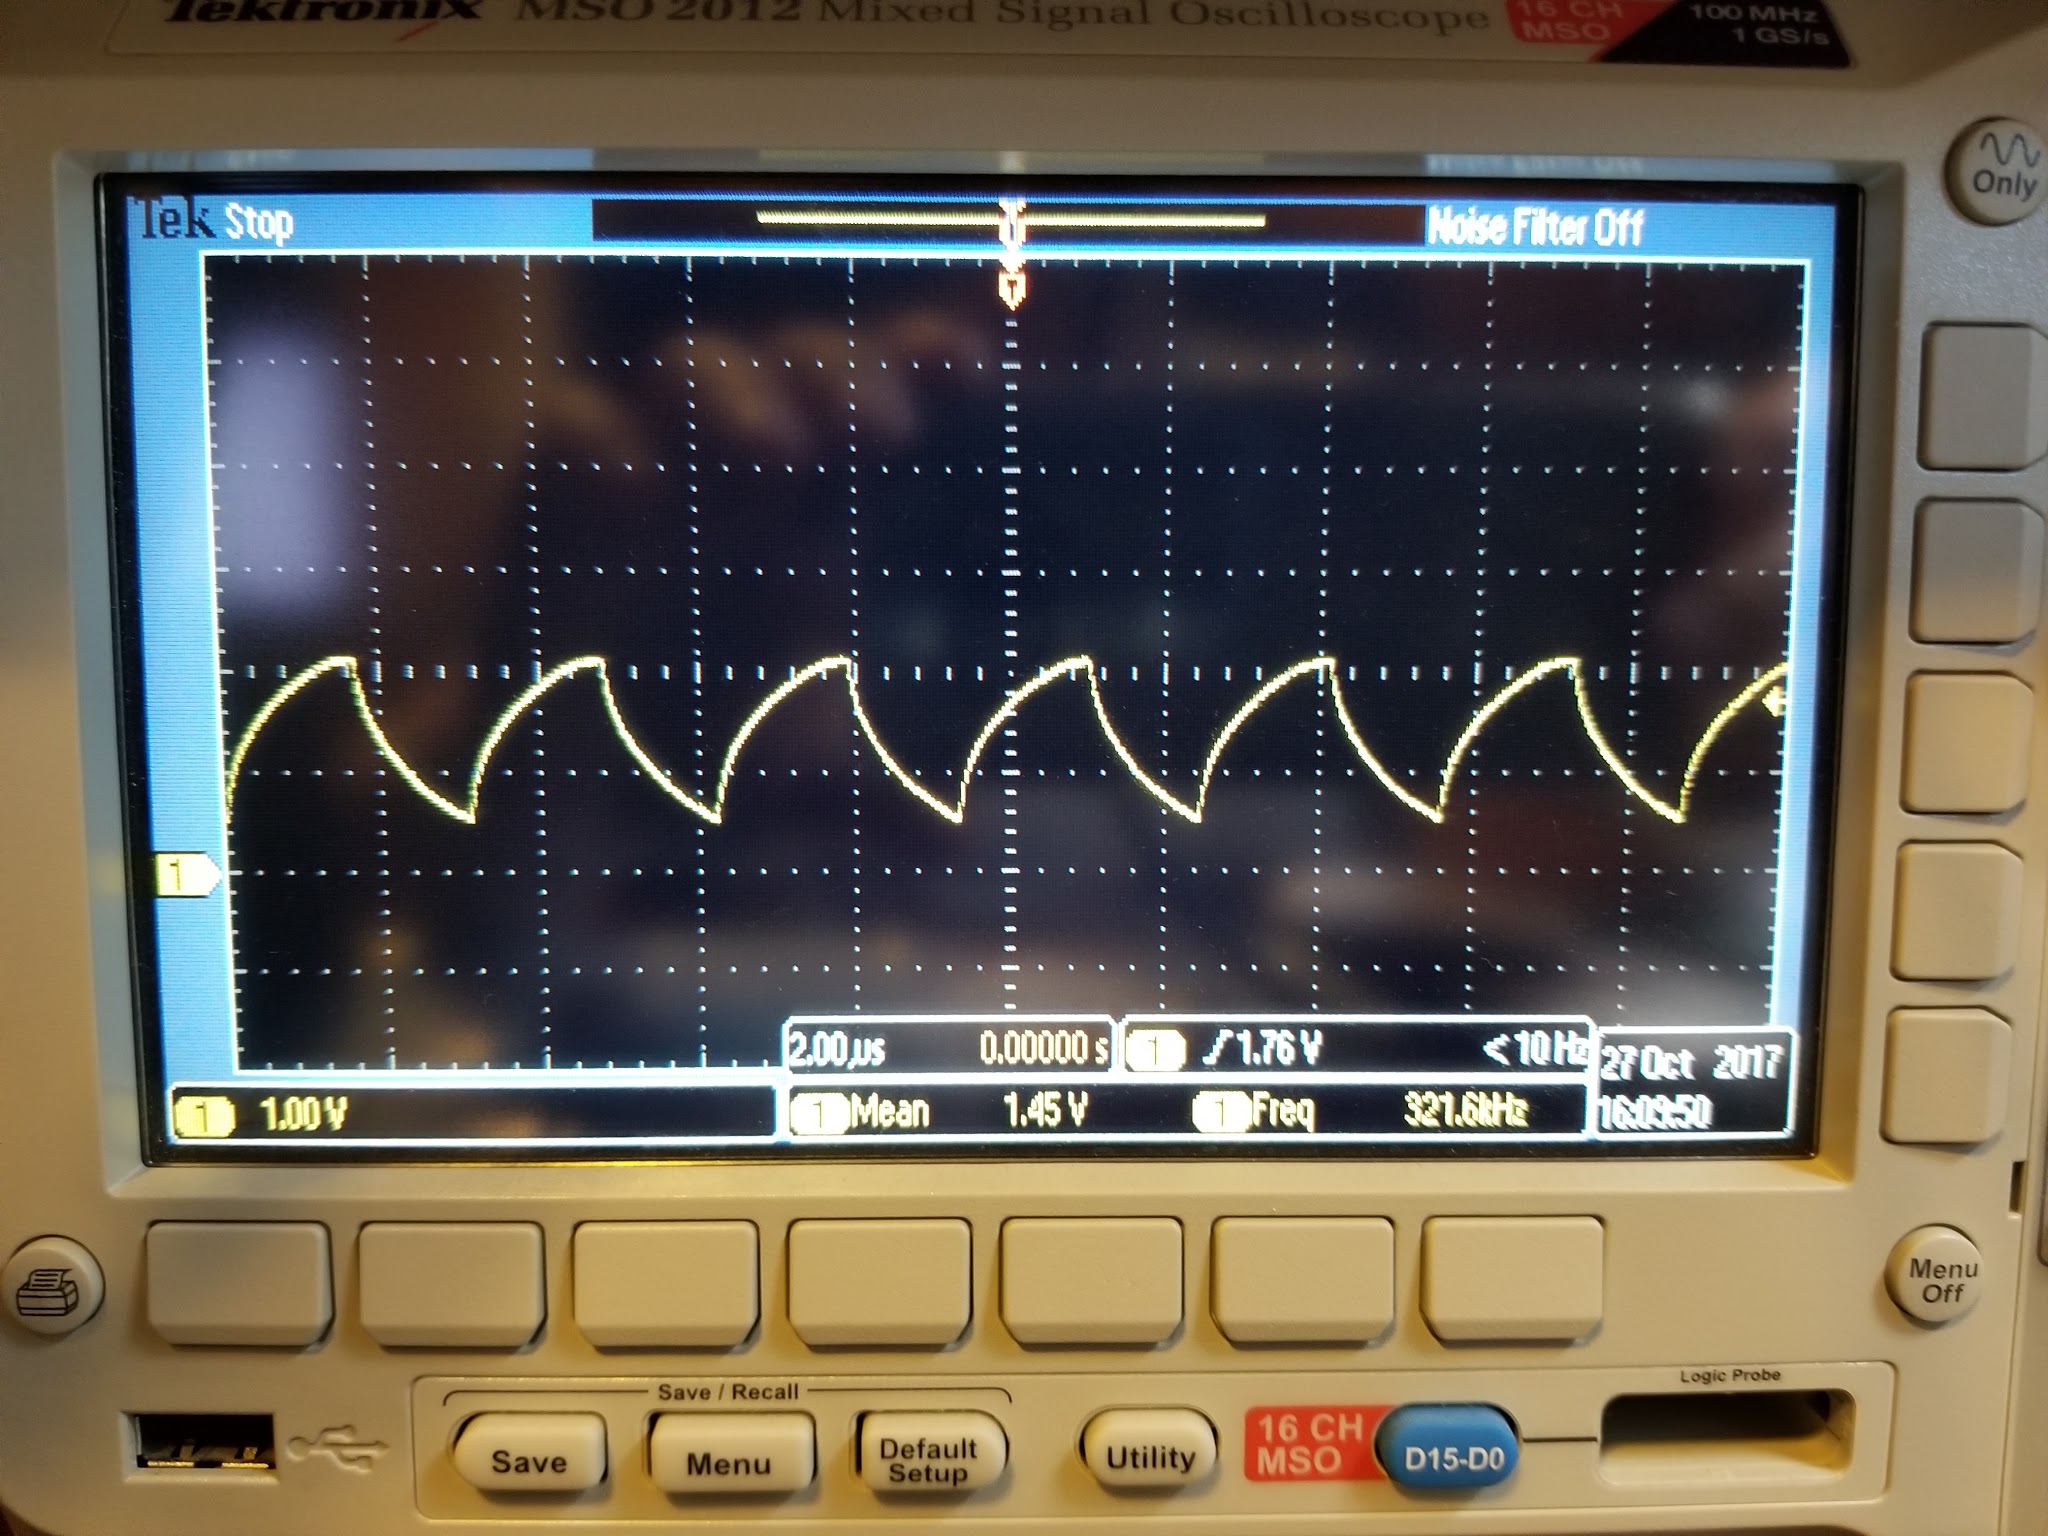 Tektronix MSO 2012 Mixed Signal Oscilloscope
16 CH
MSO
100 MHz
1 GS/s
Only
Tek Stop
Noise Filter Off
T
1
2.00µs 0.00000 s
1 1.76 V <10 Hz
27 Oct 2017
16:09:50
1 1.00 V
1 Mean 1.45 V
1 Freq 321.6kHz
Menu
Off
Save / Recall
Save
Menu
Default
Setup
Utility
16 CH
MSO
D15-D0
Logic Probe